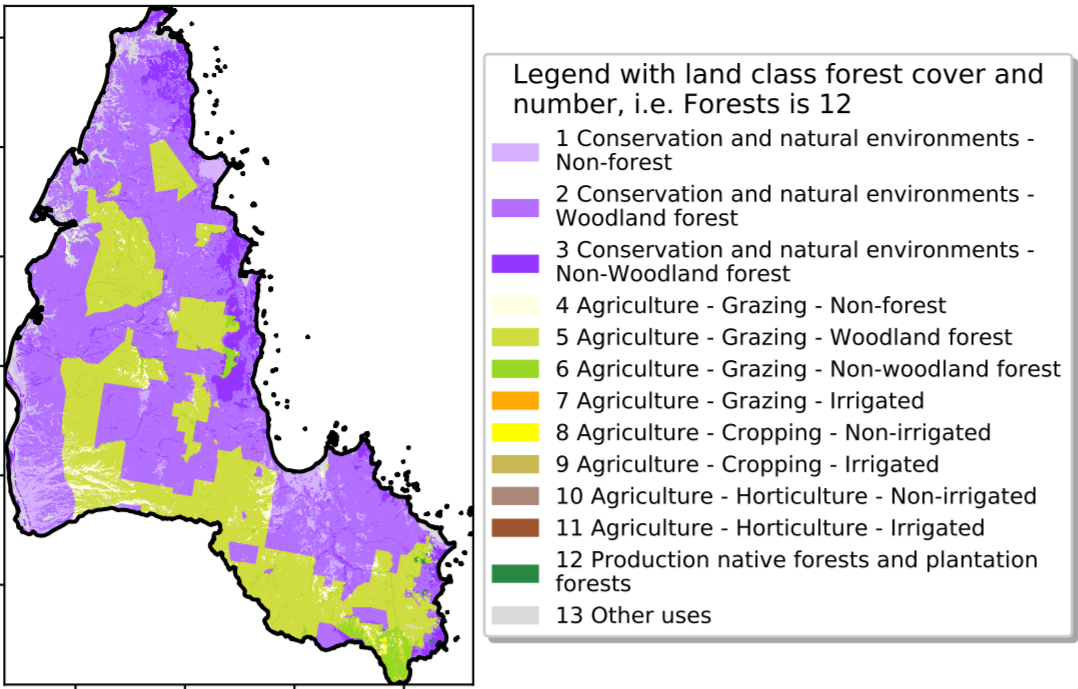 Legend with land class forest cover and
number, i.e. Forests is 12
1 Conservation and natural environments -
Non-forest
2 Conservation and natural environments -
Woodland forest
3 Conservation and natural environments -
Non-Woodland forest
4 Agriculture - Grazing - Non-forest
5 Agriculture - Grazing - Woodland forest
6 Agriculture - Grazing - Non-woodland forest
7 Agriculture - Grazing - Irrigated
8 Agriculture - Cropping - Non-irrigated
9 Agriculture - Cropping - Irrigated
10 Agriculture - Horticulture - Non-irrigated
11 Agriculture - Horticulture - Irrigated
12 Production native forests and plantation
forests
13 Other uses